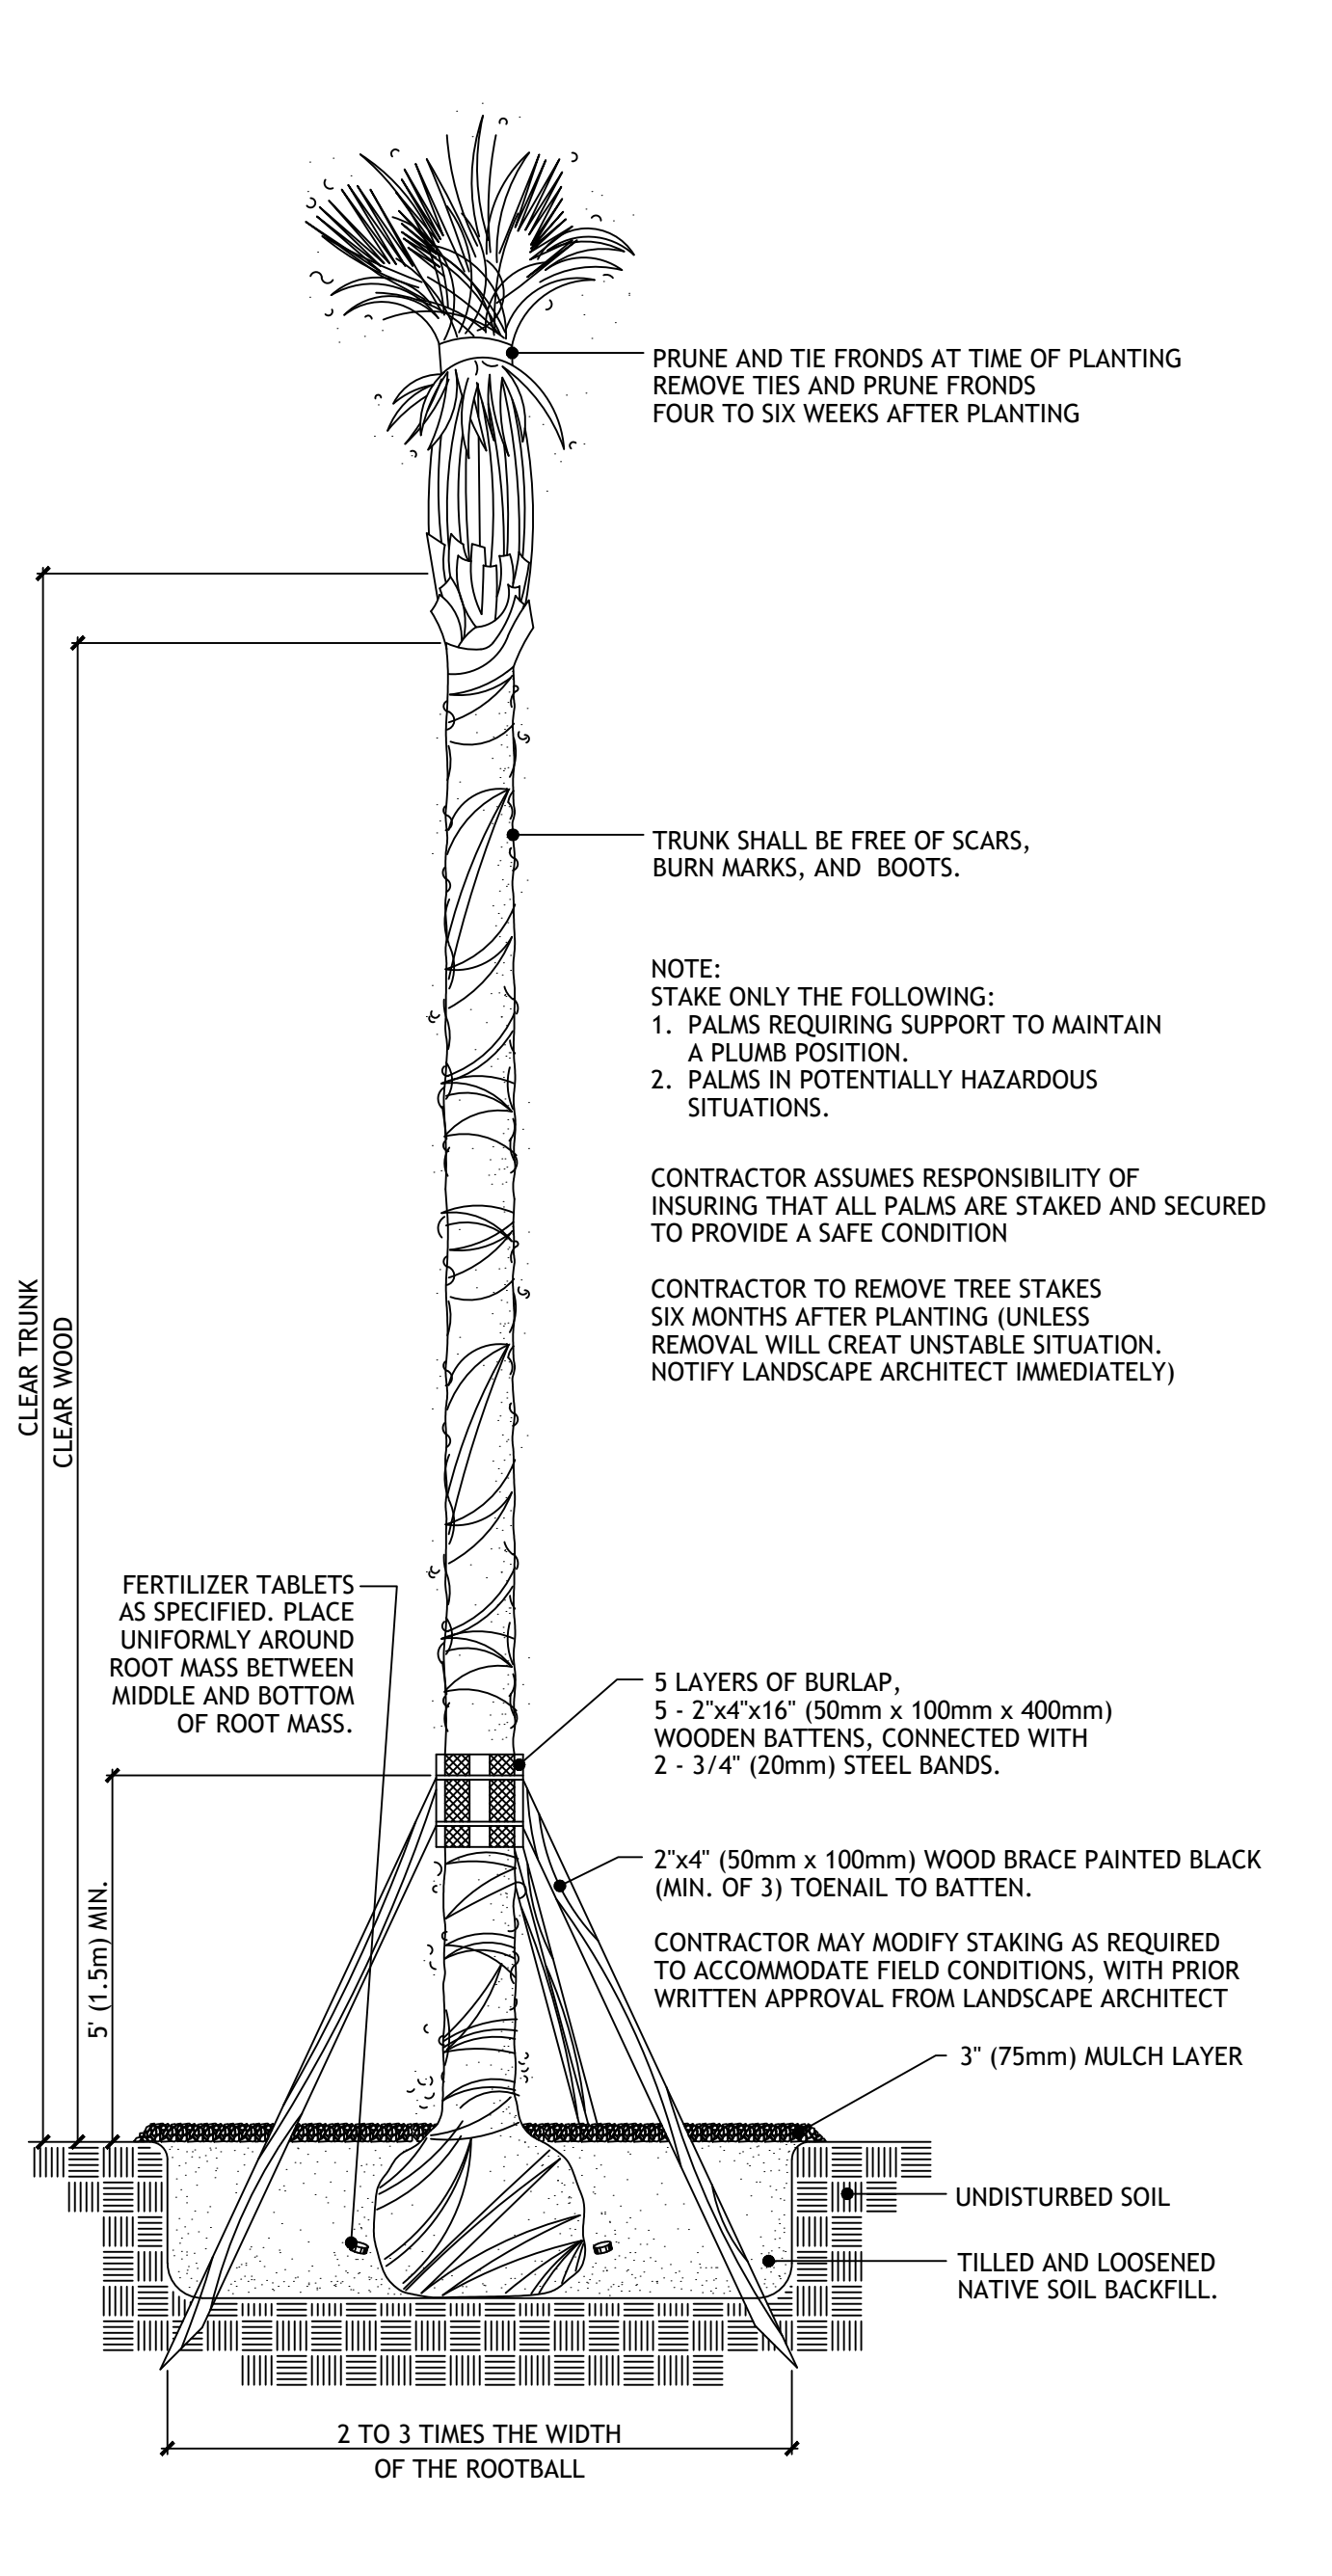 PRUNE AND TIE FRONDS AT TIME OF PLANTING
REMOVE TIES AND PRUNE FRONDS
FOUR TO SIX WEEKS AFTER PLANTING
TRUNK SHALL BE FREE OF SCARS,
BURN MARKS, AND  BOOTS.
NOTE:
STAKE ONLY THE FOLLOWING:
1. PALMS REQUIRING SUPPORT TO MAINTAIN
A PLUMB POSITION.
2. PALMS IN POTENTIALLY HAZARDOUS
SITUATIONS.
CONTRACTOR ASSUMES RESPONSIBILITY OF
INSURING THAT ALL PALMS ARE STAKED AND SECURED
TO PROVIDE A SAFE CONDITION
CONTRACTOR TO REMOVE TREE STAKES
SIX MONTHS AFTER PLANTING (UNLESS
REMOVAL WILL CREAT UNSTABLE SITUATION.
NOTIFY LANDSCAPE ARCHITECT IMMEDIATELY)
CLEAR TRUNK
CLEAR WOOD
FERTILIZER TABLETS
AS SPECIFIED. PLACE
UNIFORMLY AROUND
ROOT MASS BETWEEN
MIDDLE AND BOTTOM
OF ROOT MASS.
5 LAYERS OF BURLAP,
5 - 2"x4"x16" (50mm x 100mm x 400mm)
WOODEN BATTENS, CONNECTED WITH
2 - 3/4" (20mm) STEEL BANDS.
5' (1.5m) MIN.
2"x4" (50mm x 100mm) WOOD BRACE PAINTED BLACK
(MIN. OF 3) TOENAIL TO BATTEN.
CONTRACTOR MAY MODIFY STAKING AS REQUIRED
TO ACCOMMODATE FIELD CONDITIONS, WITH PRIOR
WRITTEN APPROVAL FROM LANDSCAPE ARCHITECT
3" (75mm) MULCH LAYER
UNDISTURBED SOIL
TILLED AND LOOSENED
NATIVE SOIL BACKFILL.
2 TO 3 TIMES THE WIDTH
OF THE ROOTBALL